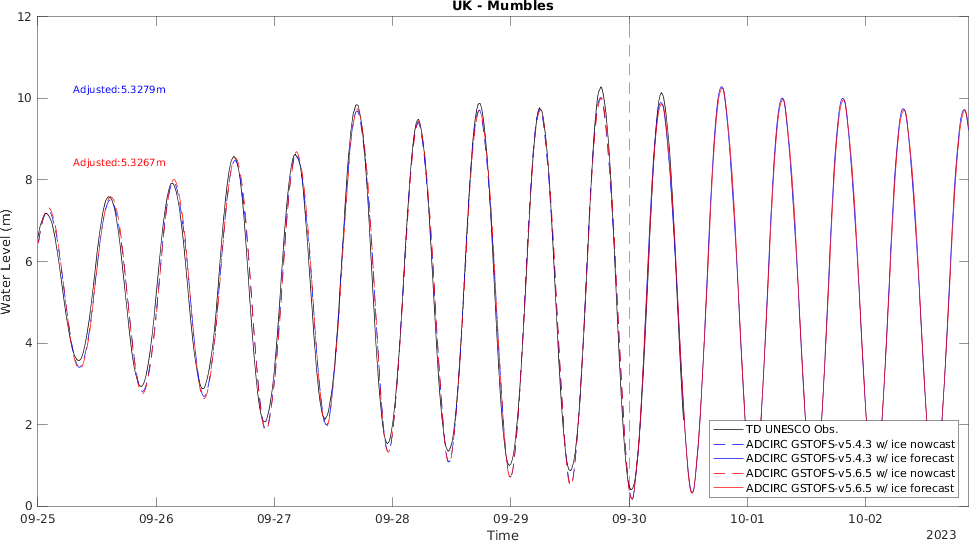 UK - Mumbles
12
10
8
6
4
2
0
Water Level (m)
Adjusted:5.3279m
Adjusted:5.3267m
TD UNESCO Obs.
ADCIRC GSTOFS-v5.4.3 w/ ice nowcast
ADCIRC GSTOFS-v5.4.3 w/ ice forecast
ADCIRC GSTOFS-v5.6.5 w/ ice nowcast
ADCIRC GSTOFS-v5.6.5 w/ ice forecast
09-25 09-26 09-27 09-28 09-29 09-30 10-01 10-02
Time
2023